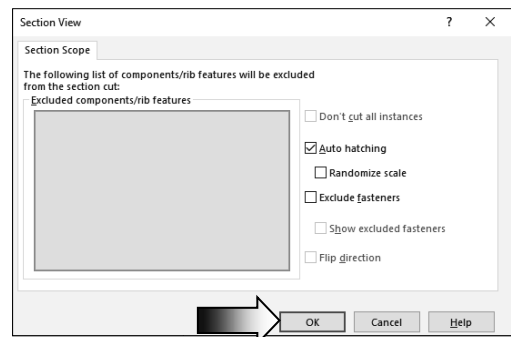 Section View ?
Section Scope
The following list of components/rib features will be excluded
from the section cut:
Excluded components/rib features
Don't cut all instances
Auto hatching
Randomize scale
Exclude fasteners
Show excluded fasteners
Flip direction
OK Cancel Help